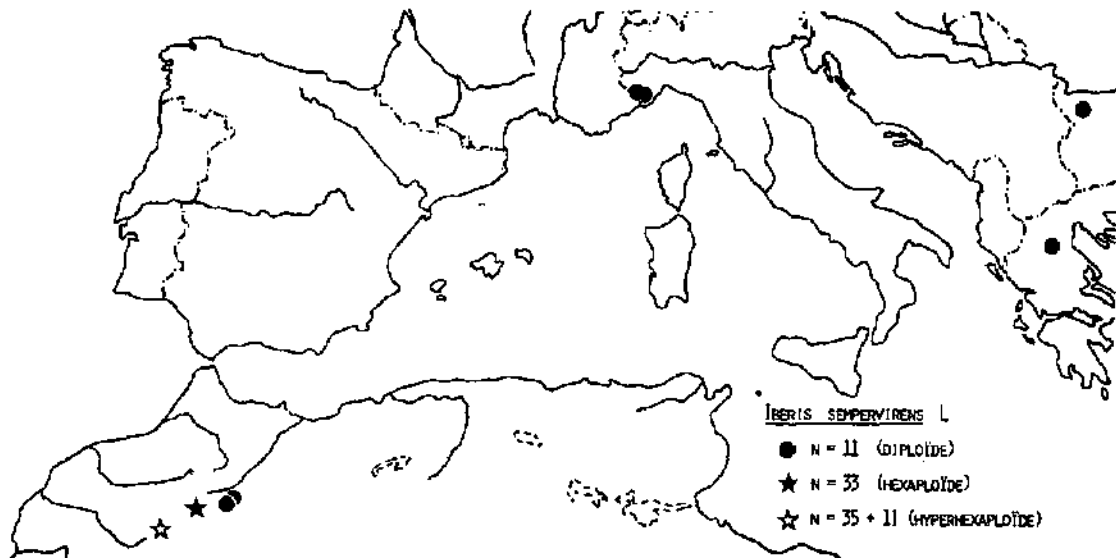 IBERIS SEMPERVIRENS L
● N = 11 (DIPLOÏDE)
★ N = 33 (HEXAPLOÏDE)
☆ N = 35 + 11 (HYPERHEXAPLOÏDE)